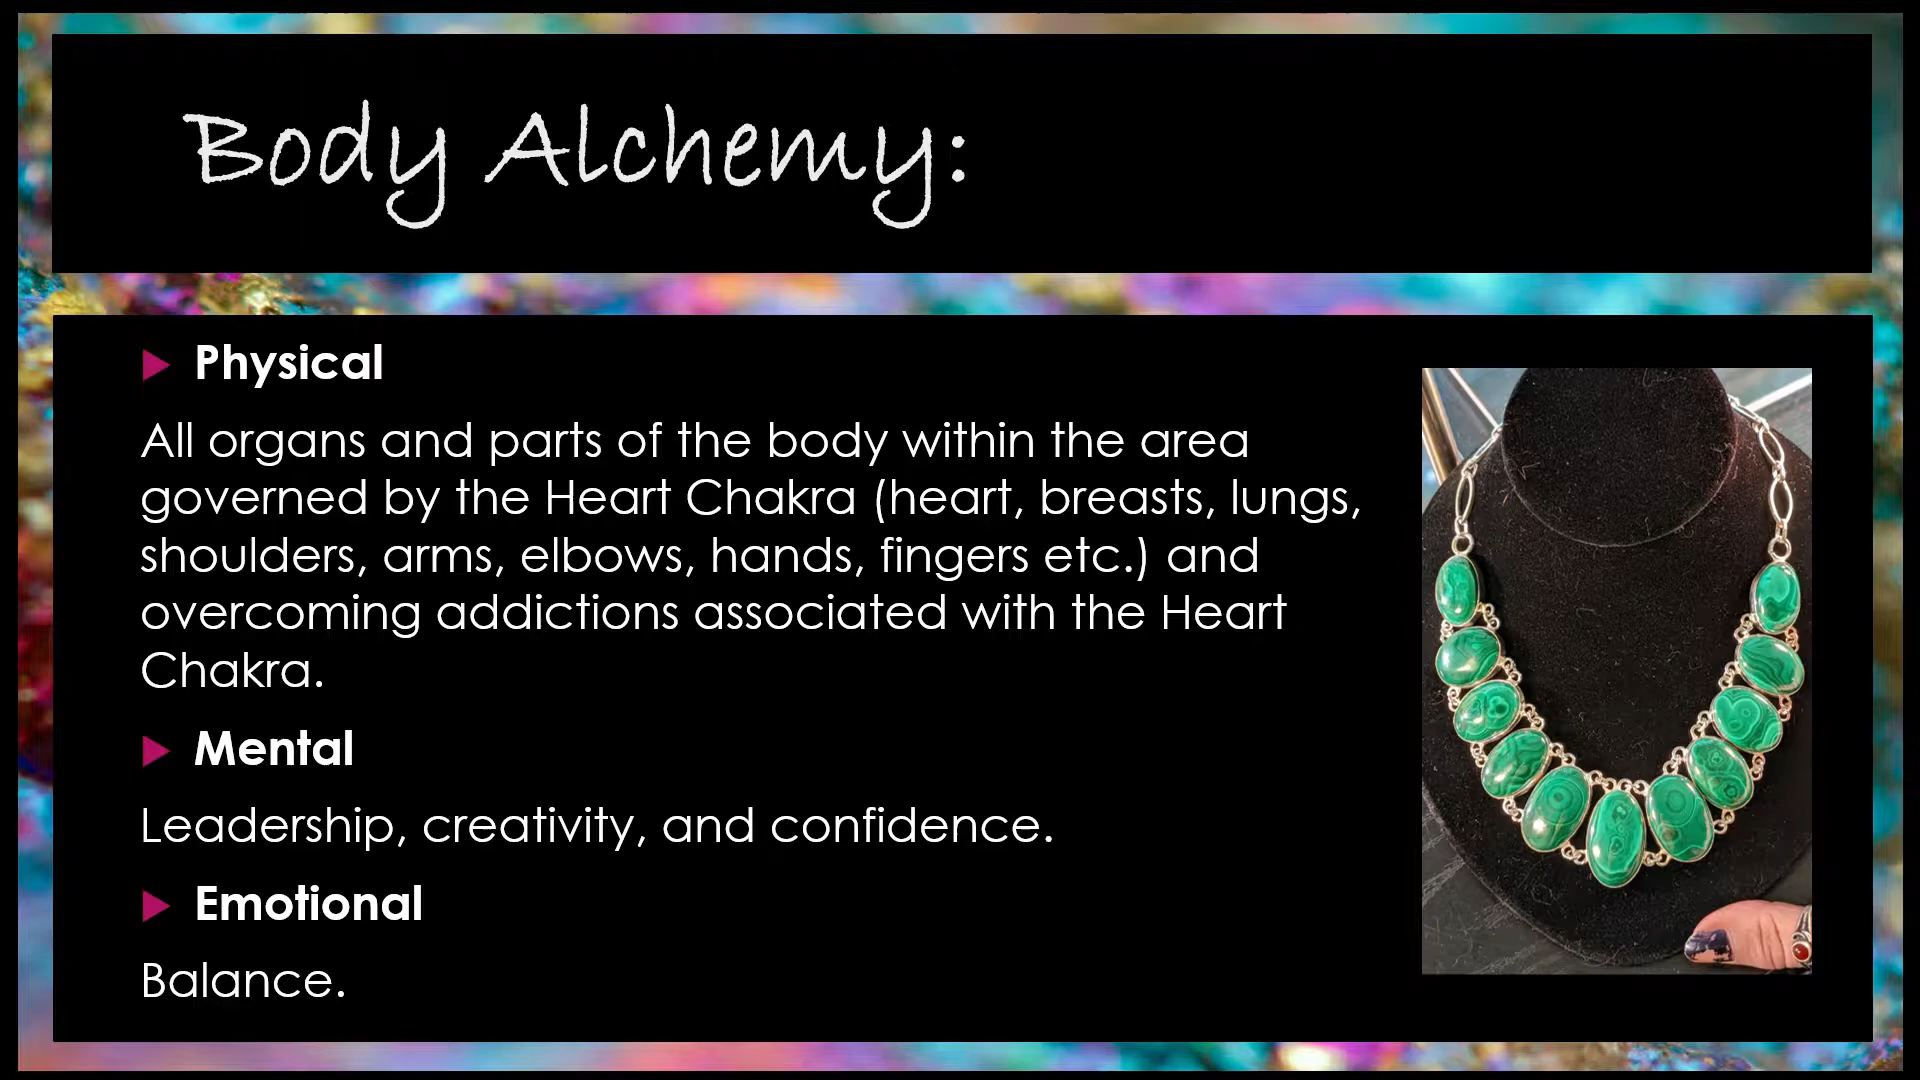 Body Alchemy:
Physical
All organs and parts of the body within the area
governed by the Heart Chakra (heart, breasts, lungs,
shoulders, arms, elbows, hands, fingers etc.) and
overcoming addictions associated with the Heart
Chakra.
Mental
Leadership, creativity, and confidence.
Emotional
Balance.